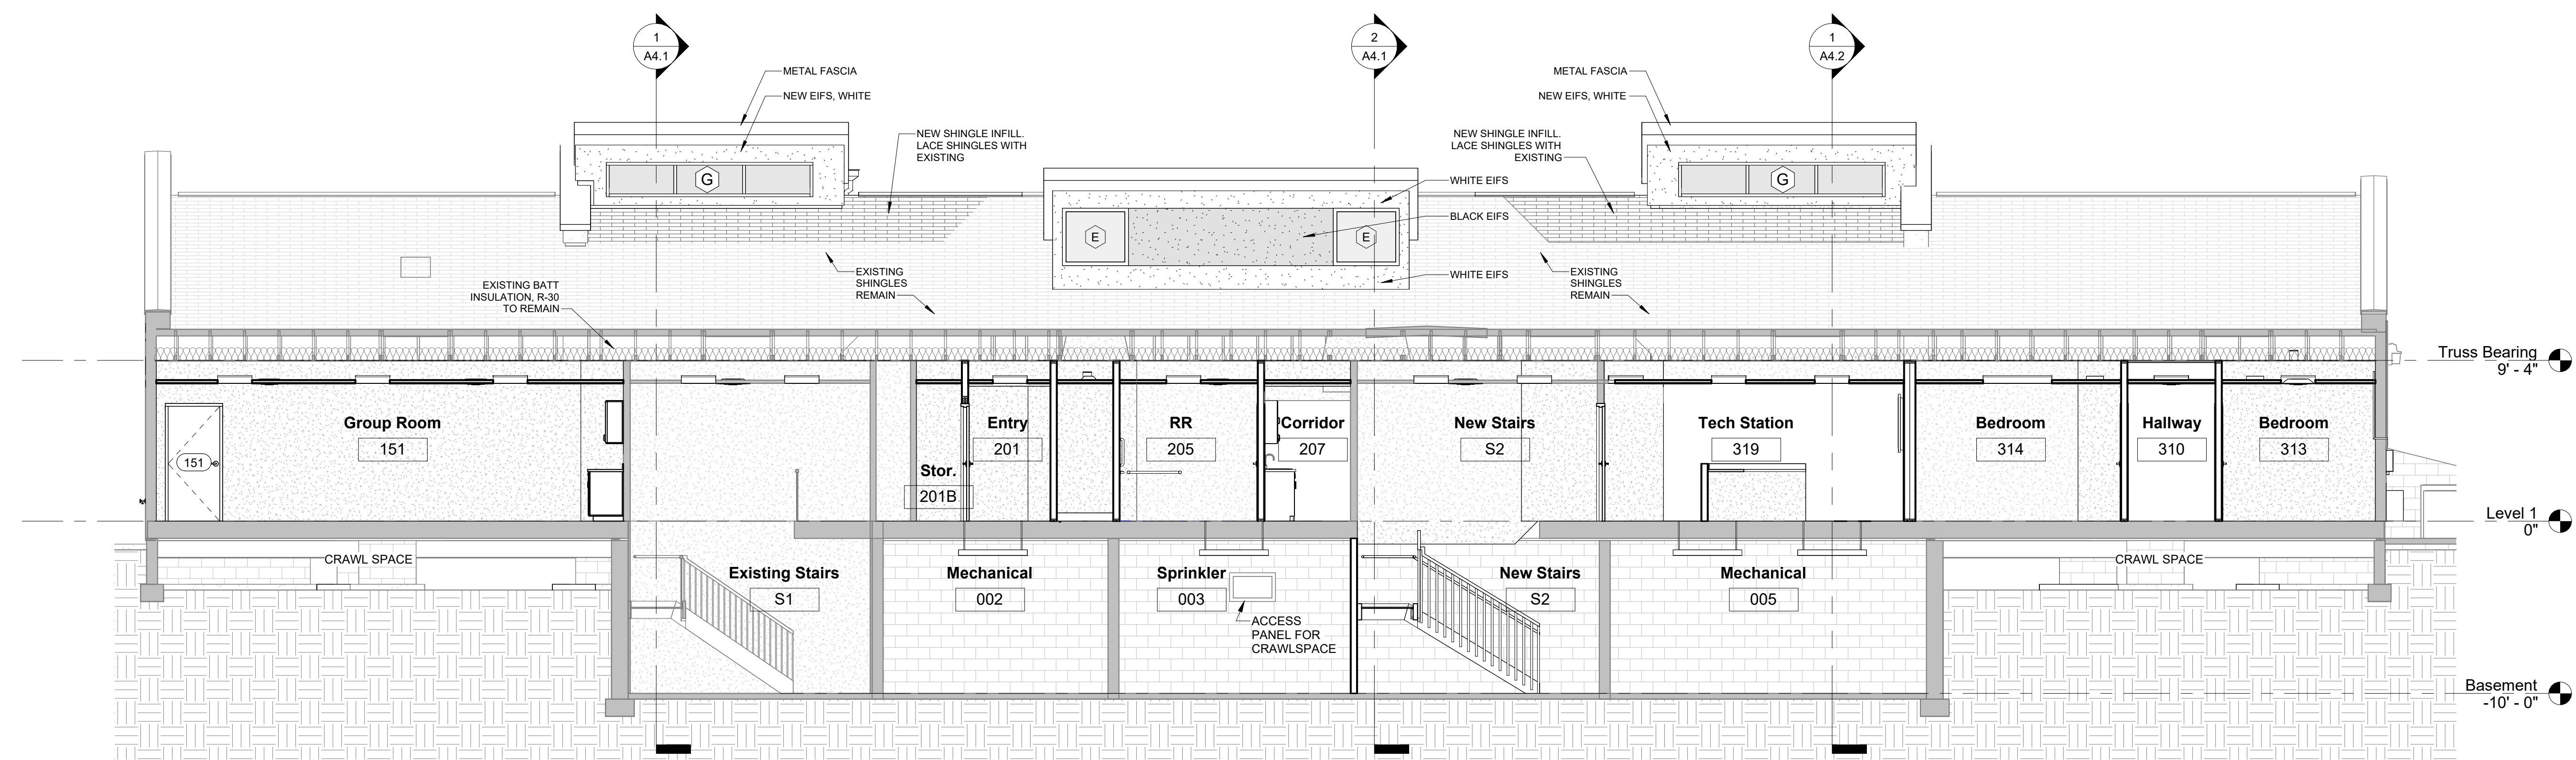 1
A4.1
2
A4.1
1
A4.2
METAL FASCIA
NEW EIFS, WHITE
NEW SHINGLE INFILL.
LACE SHINGLES WITH
EXISTING
METAL FASCIA
NEW EIFS, WHITE
NEW SHINGLE INFILL.
LACE SHINGLES WITH
EXISTING
G
G
WHITE EIFS
BLACK EIFS
WHITE EIFS
E
E
EXISTING
SHINGLES
REMAIN
EXISTING
SHINGLES
REMAIN
EXISTING BATT
INSULATION, R-30
TO REMAIN
Truss Bearing
9' - 4"
Group Room
151
151
Stor.
201B
Entry
201
RR
205
Corridor
207
New Stairs
S2
Tech Station
319
Bedroom
314
Hallway
310
Bedroom
313
Level 1
0"
CRAWL SPACE
Existing Stairs
S1
Mechanical
002
Sprinkler
003
ACCESS
PANEL FOR
CRAWLSPACE
New Stairs
S2
Mechanical
005
CRAWL SPACE
Basement
-10' - 0"